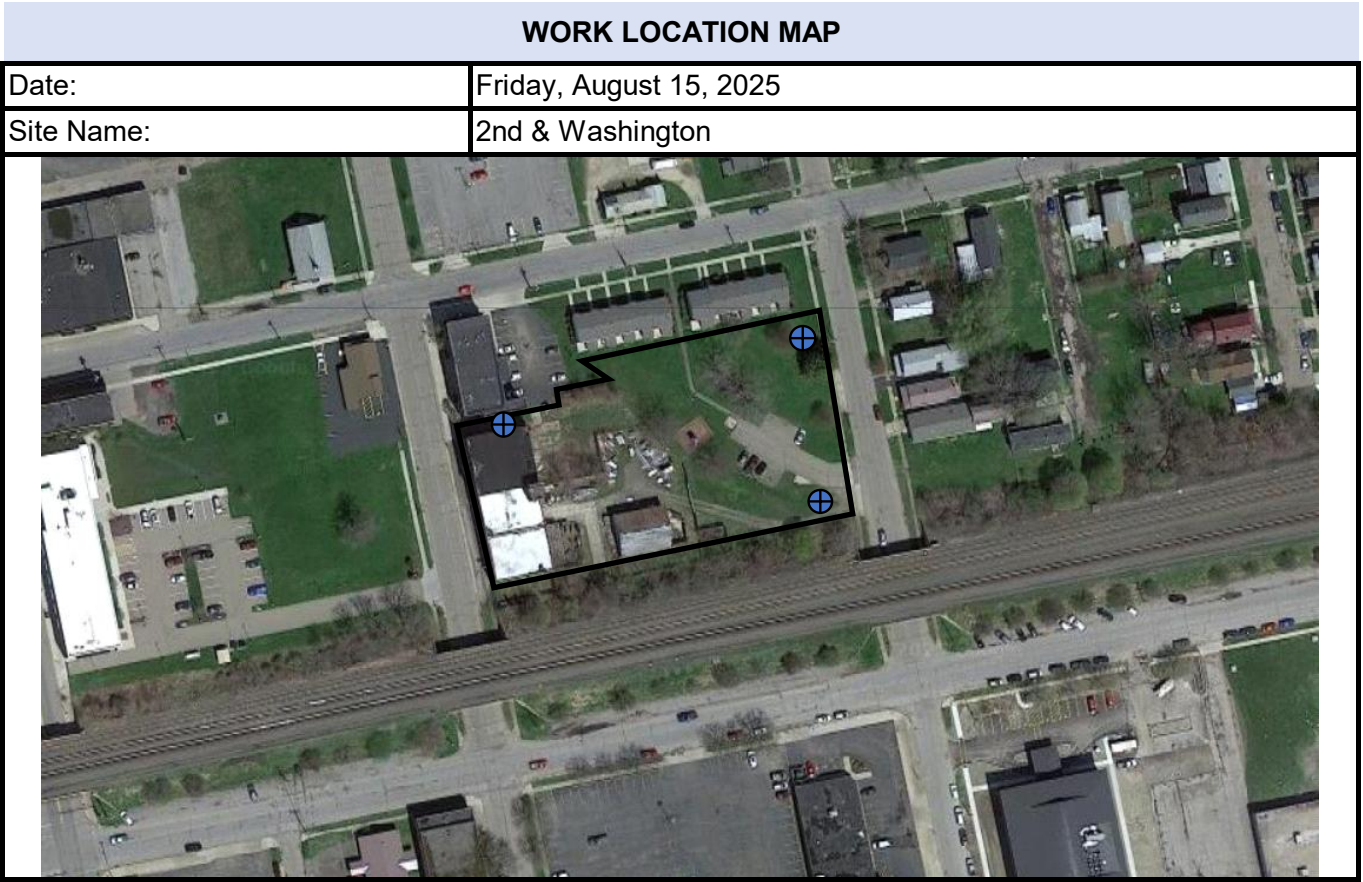 WORK LOCATION MAP
Date:
Friday, August 15, 2025
Site Name:
2nd & Washington